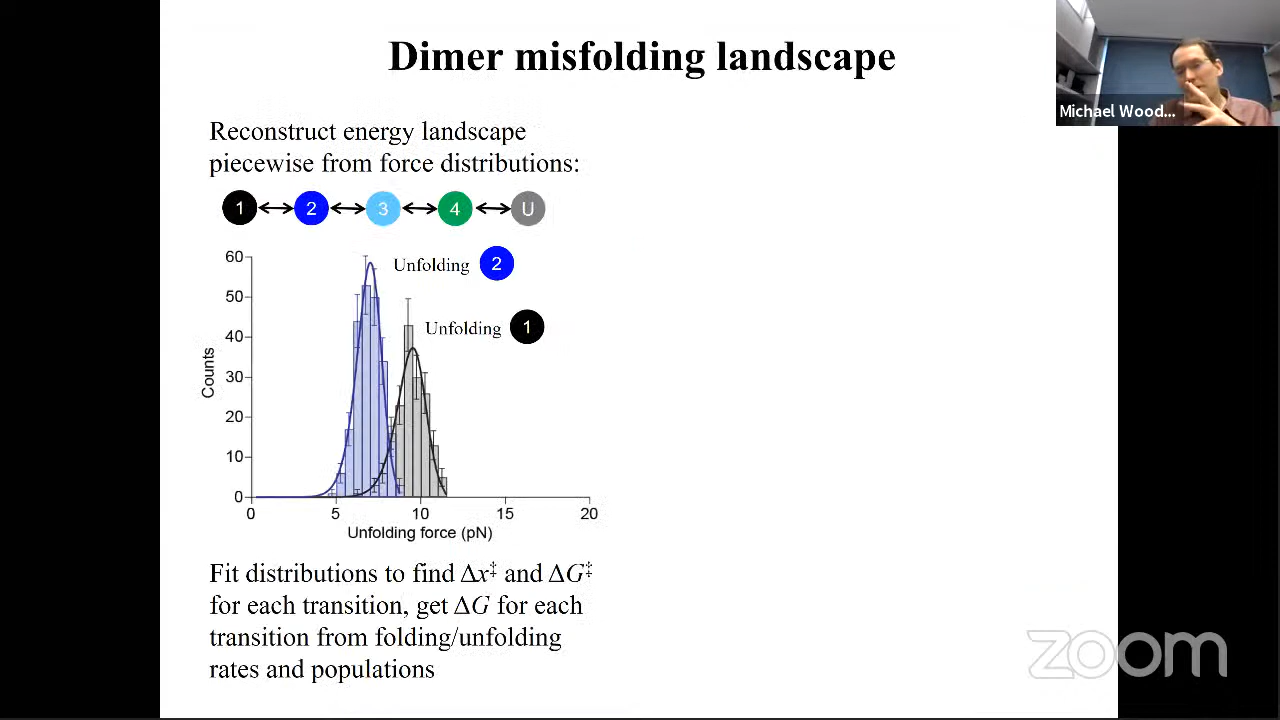 Dimer misfolding landscape
Michael Wood...
Reconstruct energy landscape
piecewise from force distributions:
1 2 3 4 U
Unfolding 2
Unfolding 1
60
50
40
30
20
10
0
Counts
0 5 10 15 20
Unfolding force (pN)
Fit distributions to find Δx‡ and ΔG‡
for each transition, get ΔG for each
transition from folding/unfolding
rates and populations
zoom